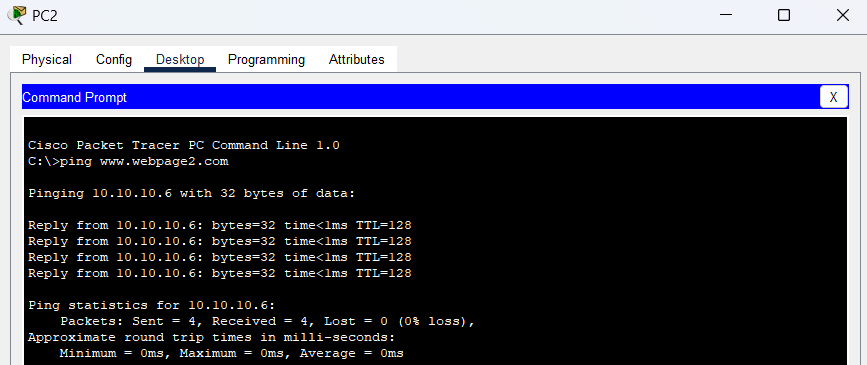 PC2
Physical Config Desktop Programming Attributes
Command Prompt X
Cisco Packet Tracer PC Command Line 1.0
C:\>ping www.webpage2.com
Pinging 10.10.10.6 with 32 bytes of data:
Reply from 10.10.10.6: bytes=32 time<1ms TTL=128
Reply from 10.10.10.6: bytes=32 time<1ms TTL=128
Reply from 10.10.10.6: bytes=32 time<1ms TTL=128
Reply from 10.10.10.6: bytes=32 time<1ms TTL=128
Ping statistics for 10.10.10.6:
Packets: Sent = 4, Received = 4, Lost = 0 (0% loss),
Approximate round trip times in milli-seconds:
Minimum = 0ms, Maximum = 0ms, Average = 0ms